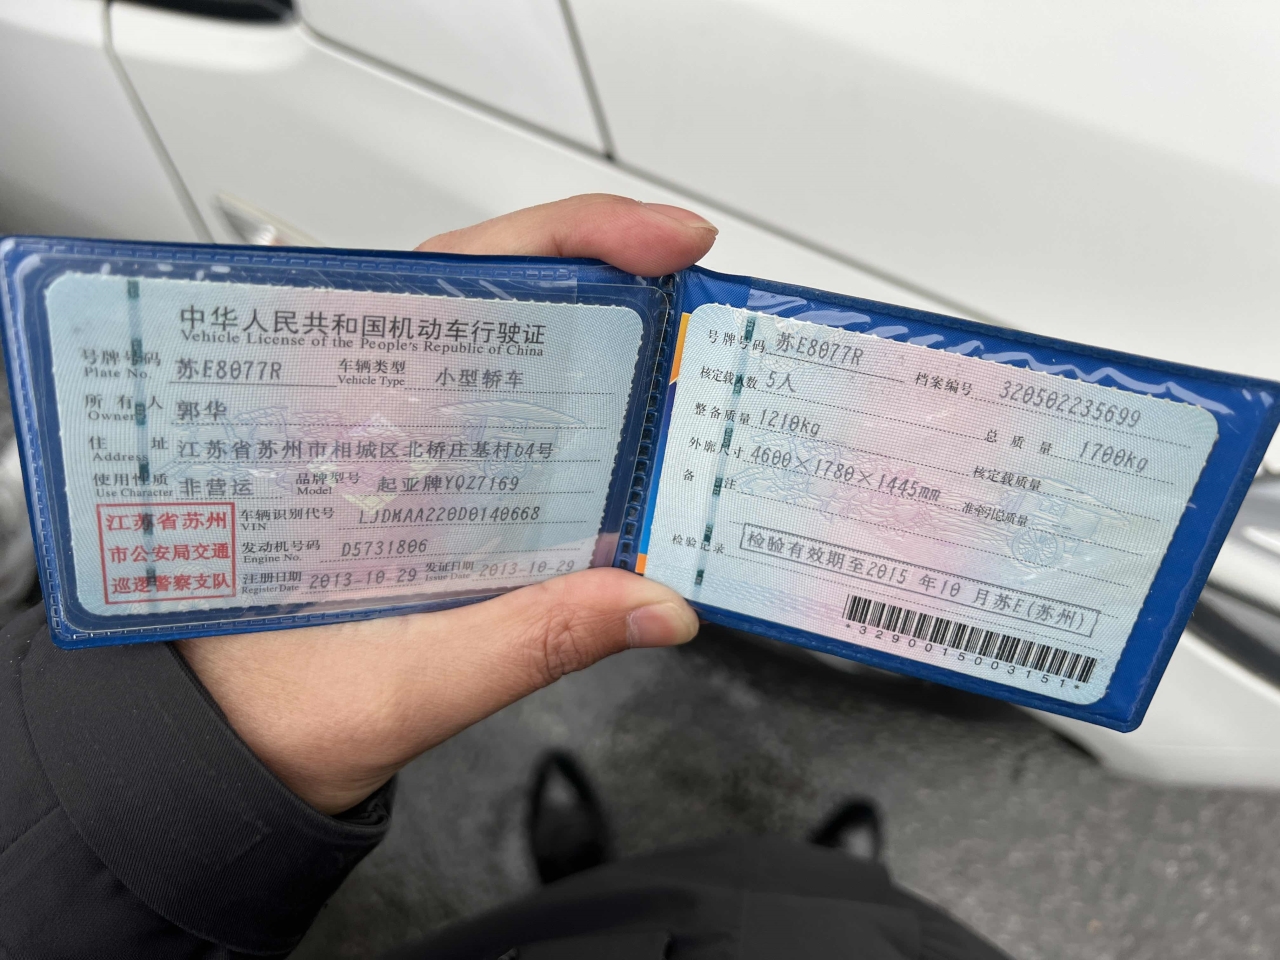 中华人民共和国机动车行驶证
Vehicle License of the People's Republic of China
号牌号码 苏E8077R 车辆类型 小型轿车
Plate No. Vehicle Type
所有人 郭华
Owner
住址 江苏省苏州市相城区北桥庄基村64号
Address
使用性质 非营运 品牌型号 起亚牌YQZ7169
Use Character Model
江苏省苏州
市公安局交通
巡逻警察支队
车辆识别代号 LJDMAA220D0140668
VIN
发动机号码 D5731806
Engine No.
注册日期 2013-10-29 发证日期 2013-10-29
Register Date Issue Date
号牌号码 苏E8077R 档案编号 320502235699
核定载人数 5人 总质量 1700kg
整备质量 1210kg 核定载质量
外廓尺寸 4600×1780×1445mm 准牵引总质量
备注
检验记录 检验有效期至2015年10月苏E(苏州)
*3290015003151*